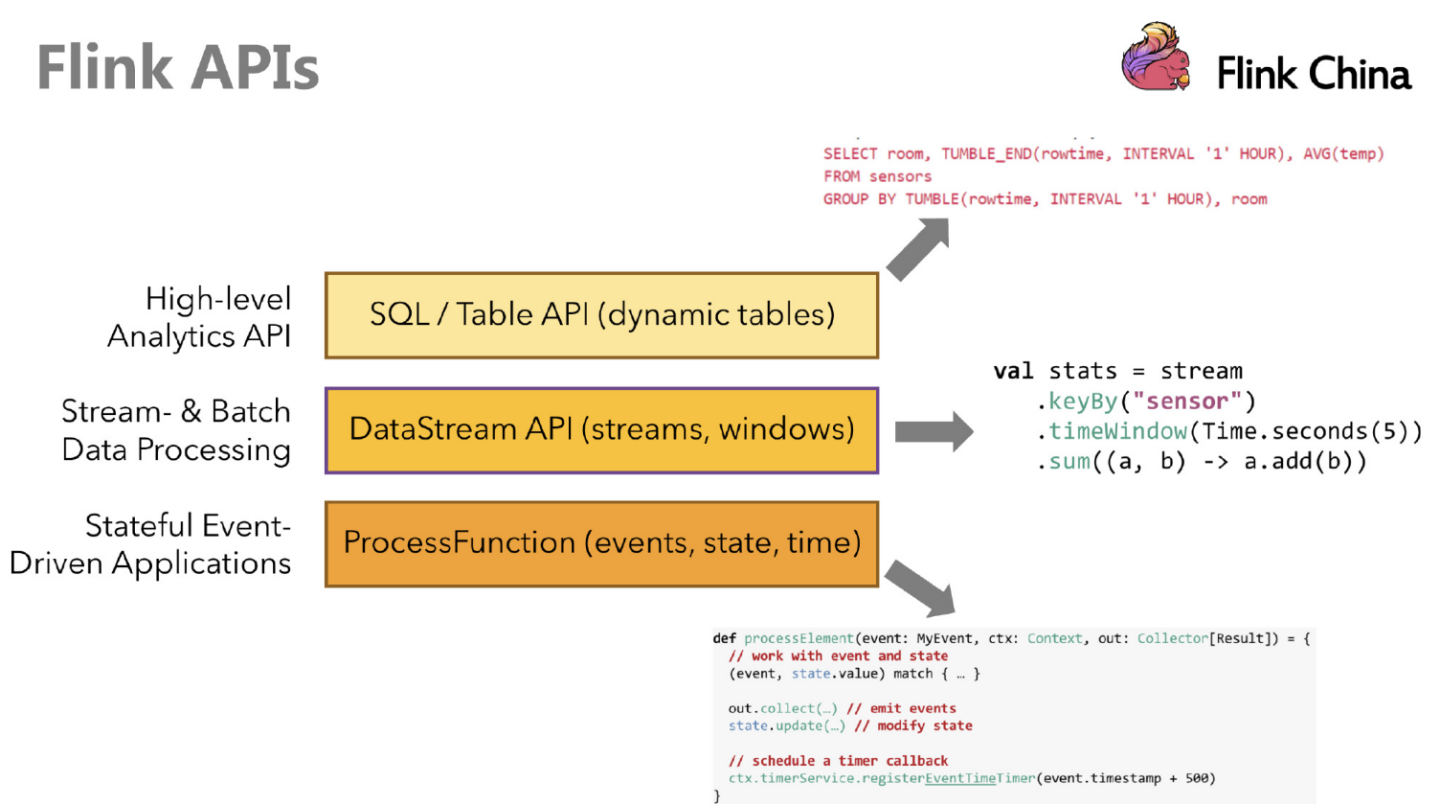 Flink APIs
Flink China
SELECT room, TUMBLE_END(rowtime, INTERVAL '1' HOUR), AVG(temp)
FROM sensors
GROUP BY TUMBLE(rowtime, INTERVAL '1' HOUR), room
High-level
Analytics API
SQL / Table API (dynamic tables)
Stream- & Batch
Data Processing
DataStream API (streams, windows)
val stats = stream
.keyBy("sensor")
.timeWindow(Time.seconds(5))
.sum((a, b) -> a.add(b))
Stateful Event-
Driven Applications
ProcessFunction (events, state, time)
def processElement(event: MyEvent, ctx: Context, out: Collector[Result]) = {
// work with event and state
(event, state.value) match { … }
out.collect(…) // emit events
state.update(…) // modify state
// schedule a timer callback
ctx.timerService.registerEventTimeTimer(event.timestamp + 500)
}